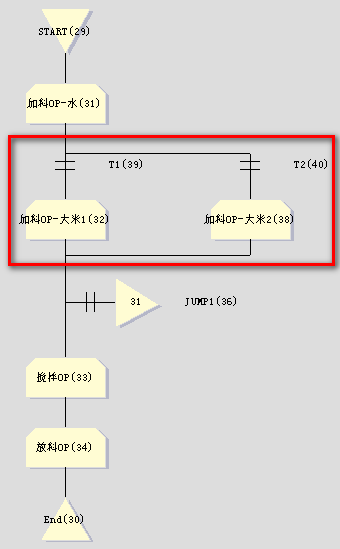 START(29)
加料OP-水(31)
T1(39)
T2(40)
加料OP-大米1(32)
加料OP-大米2(38)
31
JUMP1(36)
搅拌OP(33)
放料OP(34)
End(30)